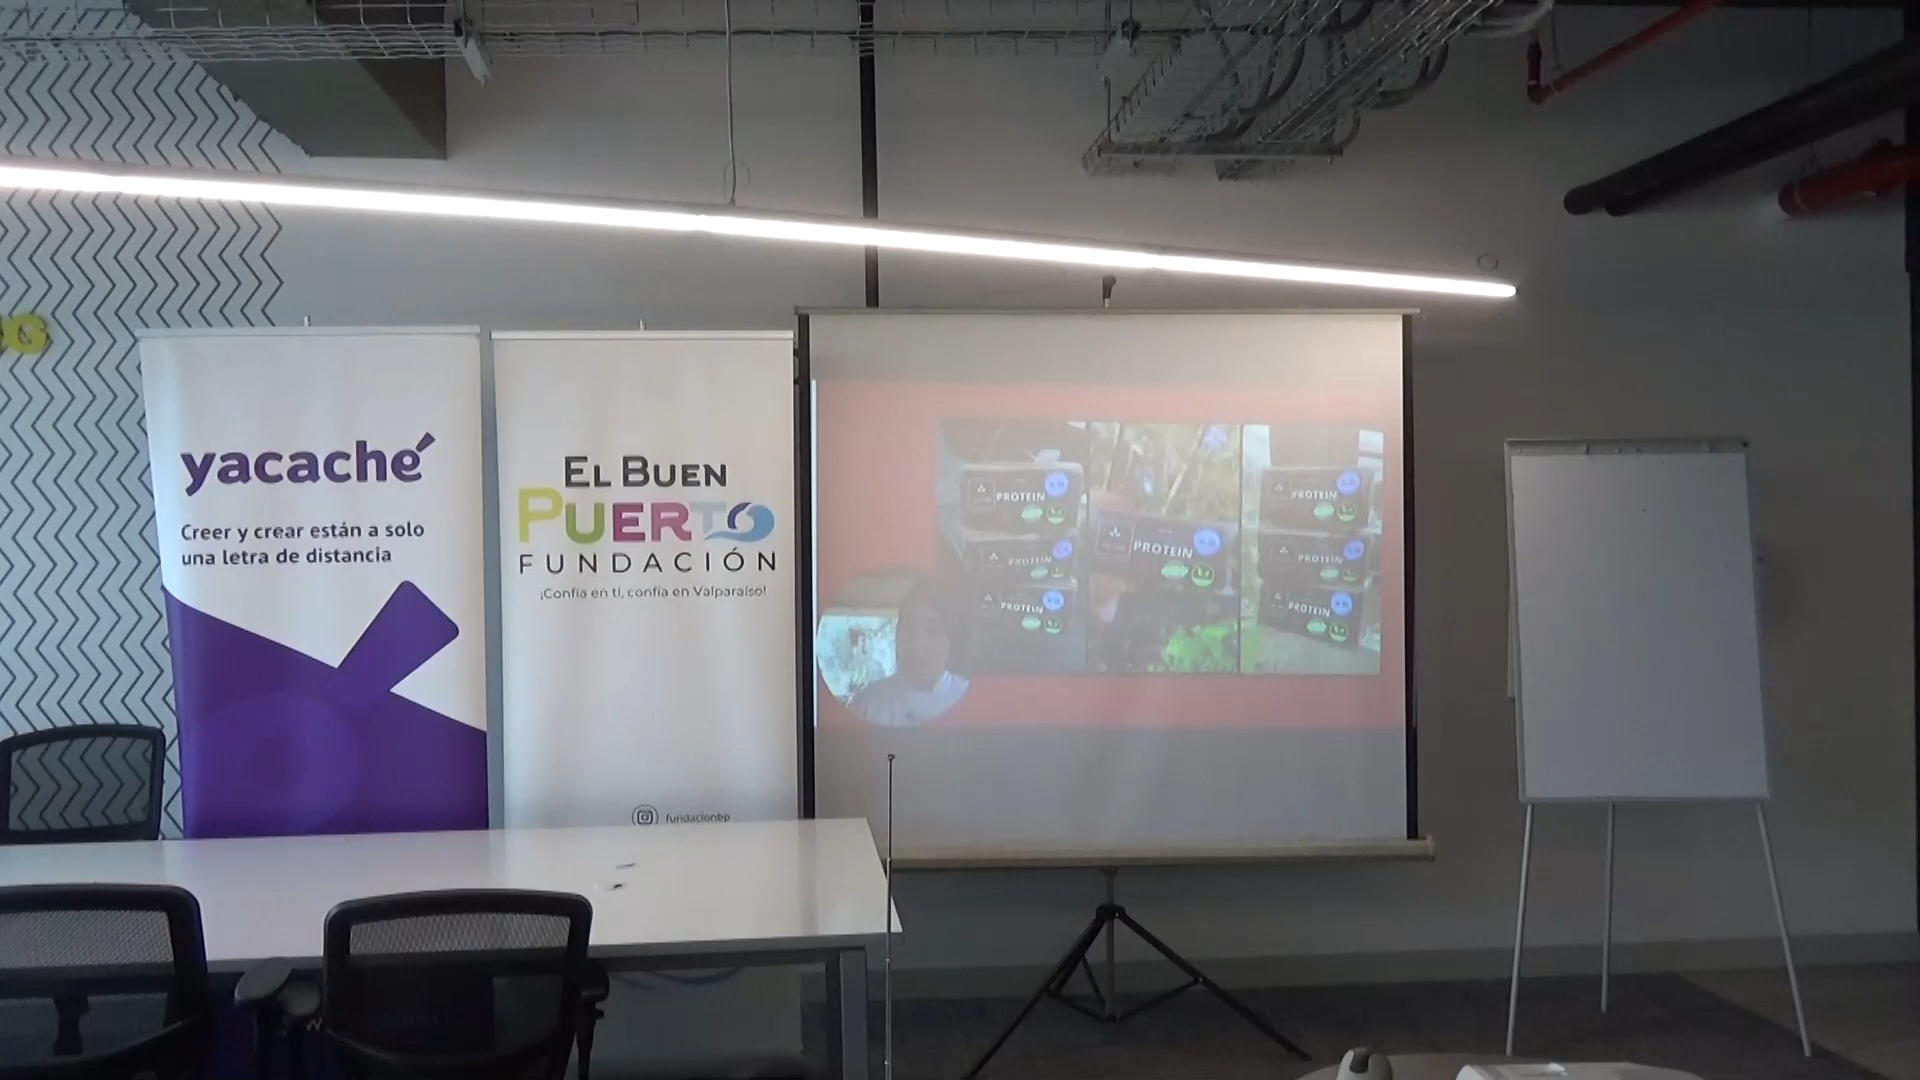 yacaché
Creer y crear están a solo
una letra de distancia
EL BUEN
PUERTO
FUNDACIÓN
¡Confía en ti, confía en Valparaíso!
fundacionbp
PROTEIN
PROTEIN
PROTEIN
PROTEIN
PROTEIN
PROTEIN
PROTEIN